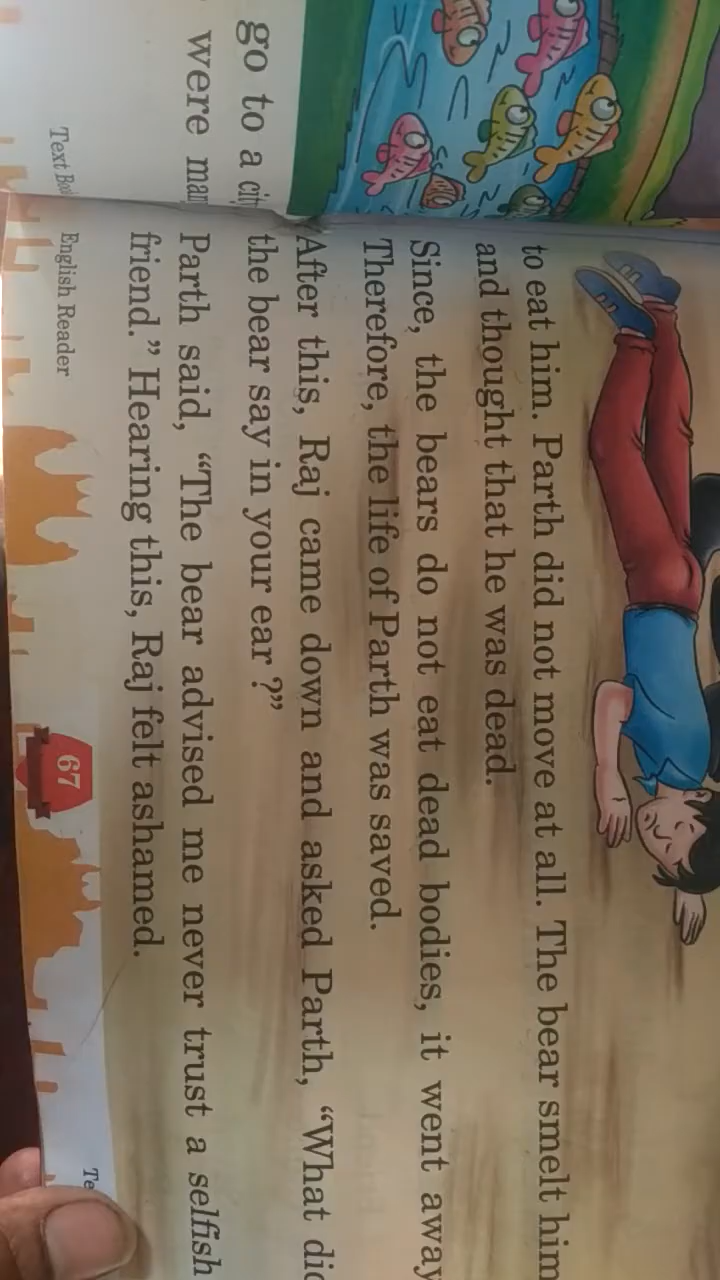 go to a
were
Text
to eat him. Parth did not move at all. The bear smelt him
and thought that he was dead.
Since, the bears do not eat dead bodies, it went away
Therefore, the life of Parth was saved.
After this, Raj came down and asked Parth, “What
the bear say in your ear ?”
Parth said, “The bear advised me never trust a selfish
friend.” Hearing this, Raj felt ashamed.
English Reader
67